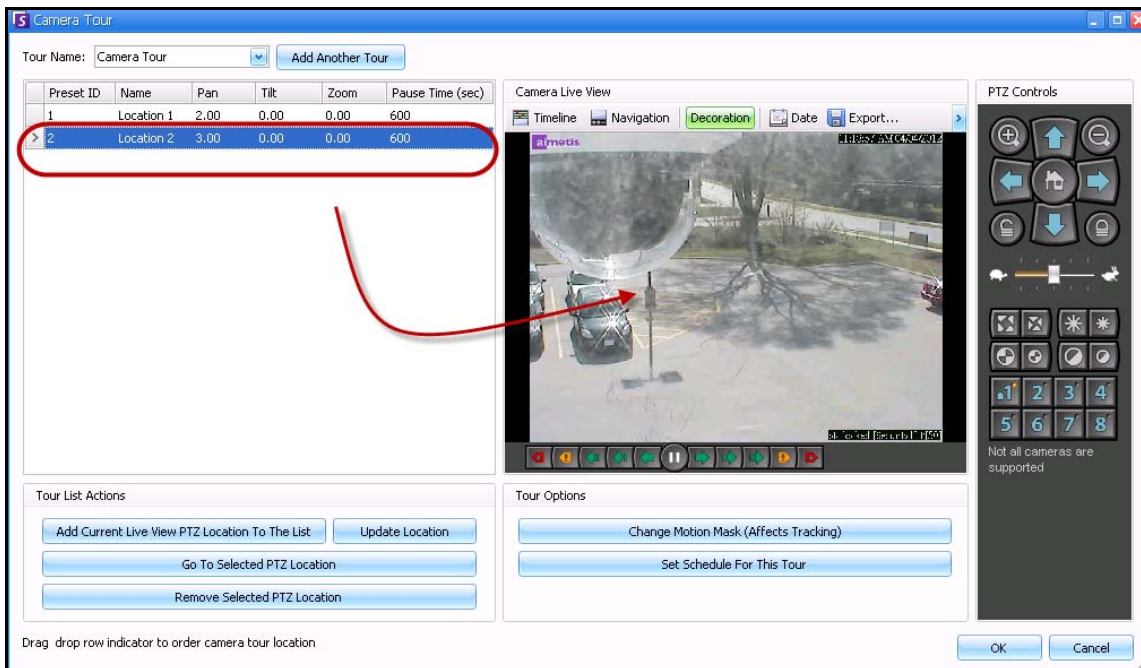 Camera Tour
Tour Name: Camera Tour Add Another Tour
Preset ID Name Pan Tilt Zoom Pause Time (sec)
1 Location 1 2.00 0.00 0.00 600
2 Location 2 3.00 0.00 0.00 600
Camera Live View
Timeline Navigation Decoration Date Export...
aimetis
PTZ Controls
1 2 3 4
5 6 7 8
Not all cameras are
supported
Tour List Actions
Add Current Live View PTZ Location To The List Update Location
Go To Selected PTZ Location
Remove Selected PTZ Location
Tour Options
Change Motion Mask (Affects Tracking)
Set Schedule For This Tour
Drag drop row indicator to order camera tour location
OK Cancel